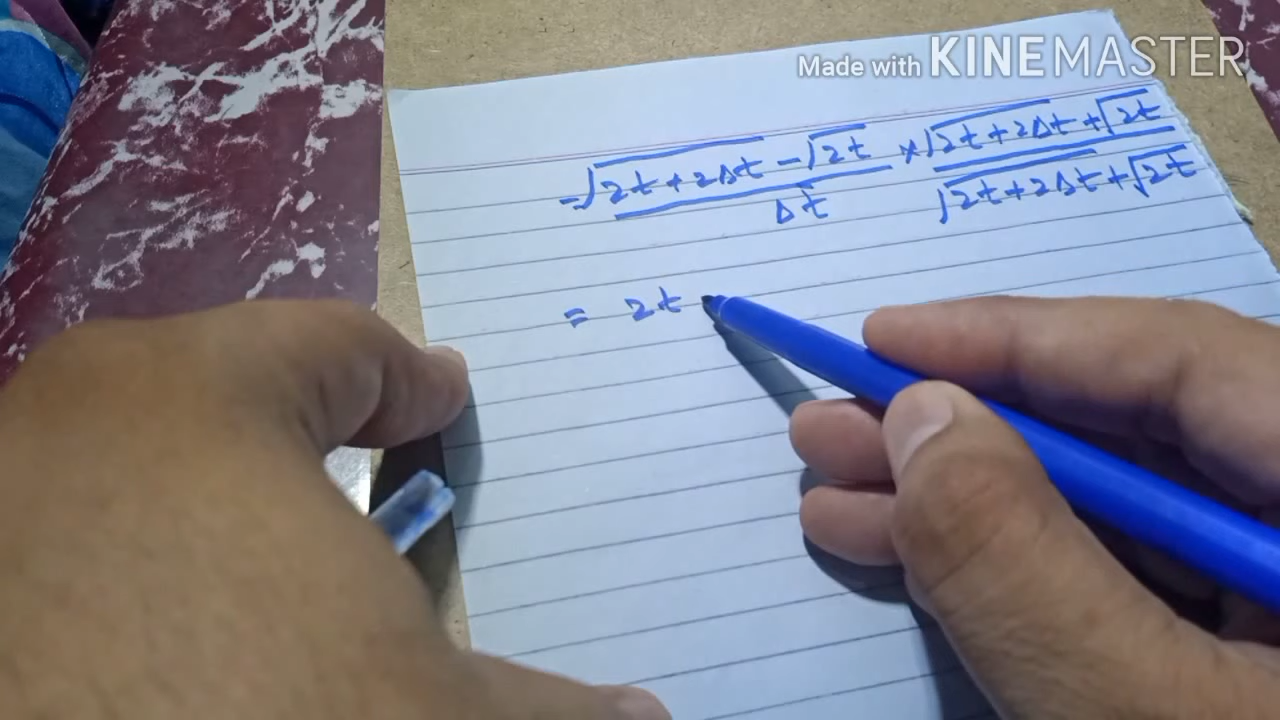 Made with KINEMASTER
= √(2t + 2Δt) - √(2t) / Δt × √(2t + 2Δt) + √(2t) / √(2t + 2Δt) + √(2t)
= 2t